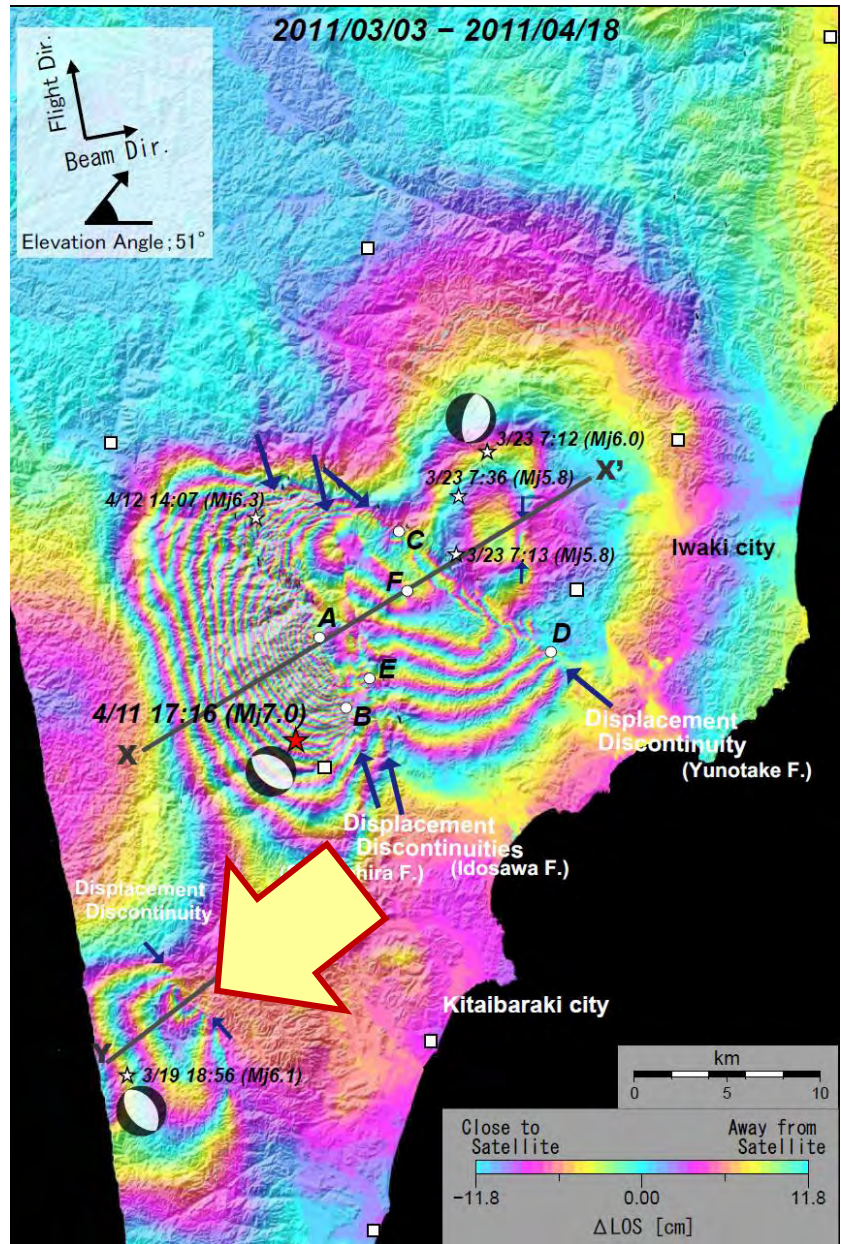 2011/03/03 – 2011/04/18
Flight Dir.
Beam Dir.
Elevation Angle;51°
3/23 7:12 (Mj6.0)
3/23 7:36 (Mj5.8)
X'
4/12 14:07 (Mj6.3)
C
3/23 7:13 (Mj5.8)
Iwaki city
F
A
D
E
4/11 17:16 (Mj7.0)
B
X
Displacement
Discontinuity
(Yunotake F.)
Displacement
Discontinuities
hira F.) (Idosawa F.)
Displacement
Discontinuity
Kitaibaraki city
Y
3/19 18:56 (Mj6.1)
km
0 5 10
Close to
Satellite
Away from
Satellite
−11.8 0.00 11.8
ΔLOS [cm]